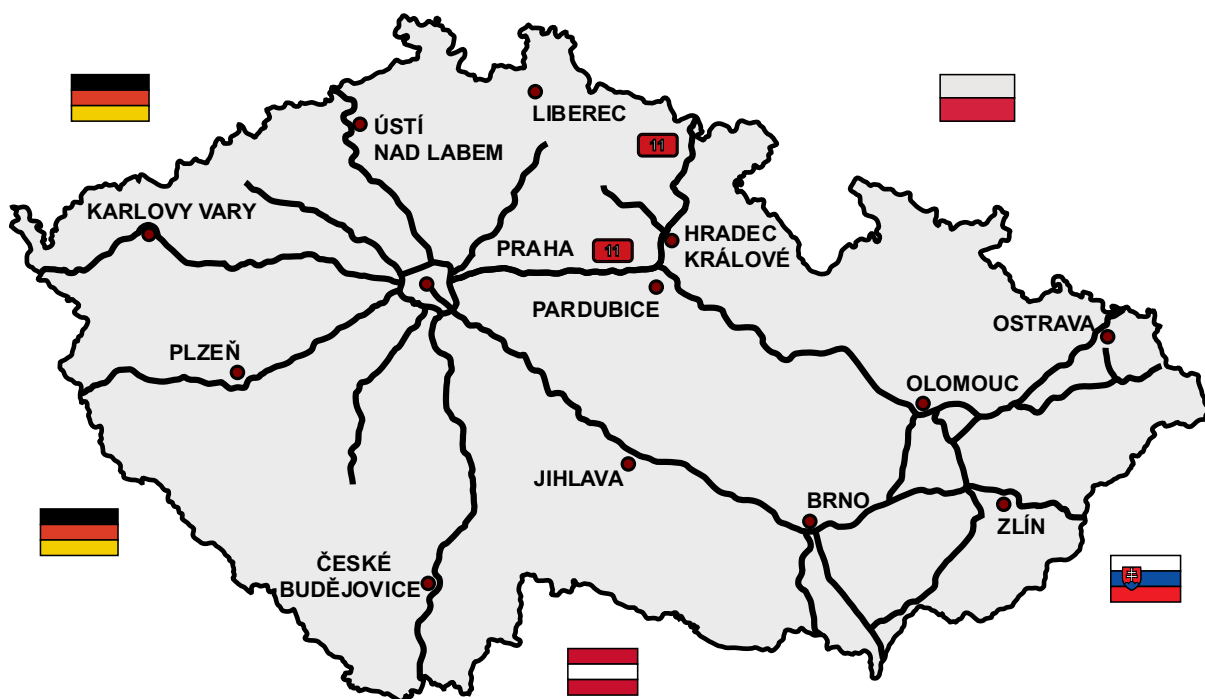 LIBEREC
ÚSTÍ
NAD LABEM
11
KARLOVY VARY
HRADEC
KRÁLOVÉ
PRAHA
11
PARDUBICE
OSTRAVA
PLZEŇ
OLOMOUC
JIHLAVA
BRNO
ZLÍN
ČESKÉ
BUDĚJOVICE